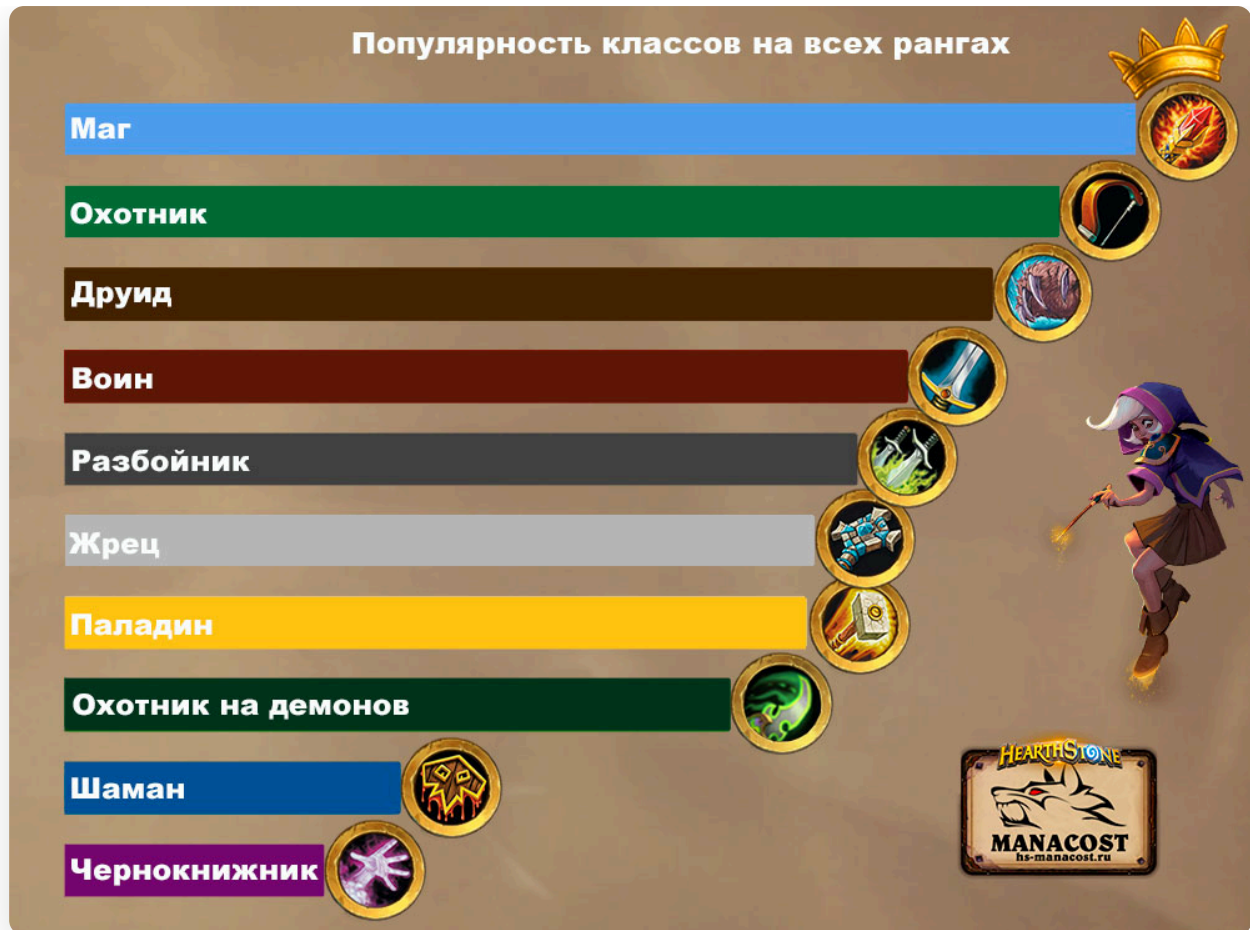 Популярность классов на всех рангах
Маг
Охотник
Друид
Воин
Разбойник
Жрец
Паладин
Охотник на демонов
Шаман
Чернокнижник
HEARTHSTONE
MANACOST
hs-manacost.ru